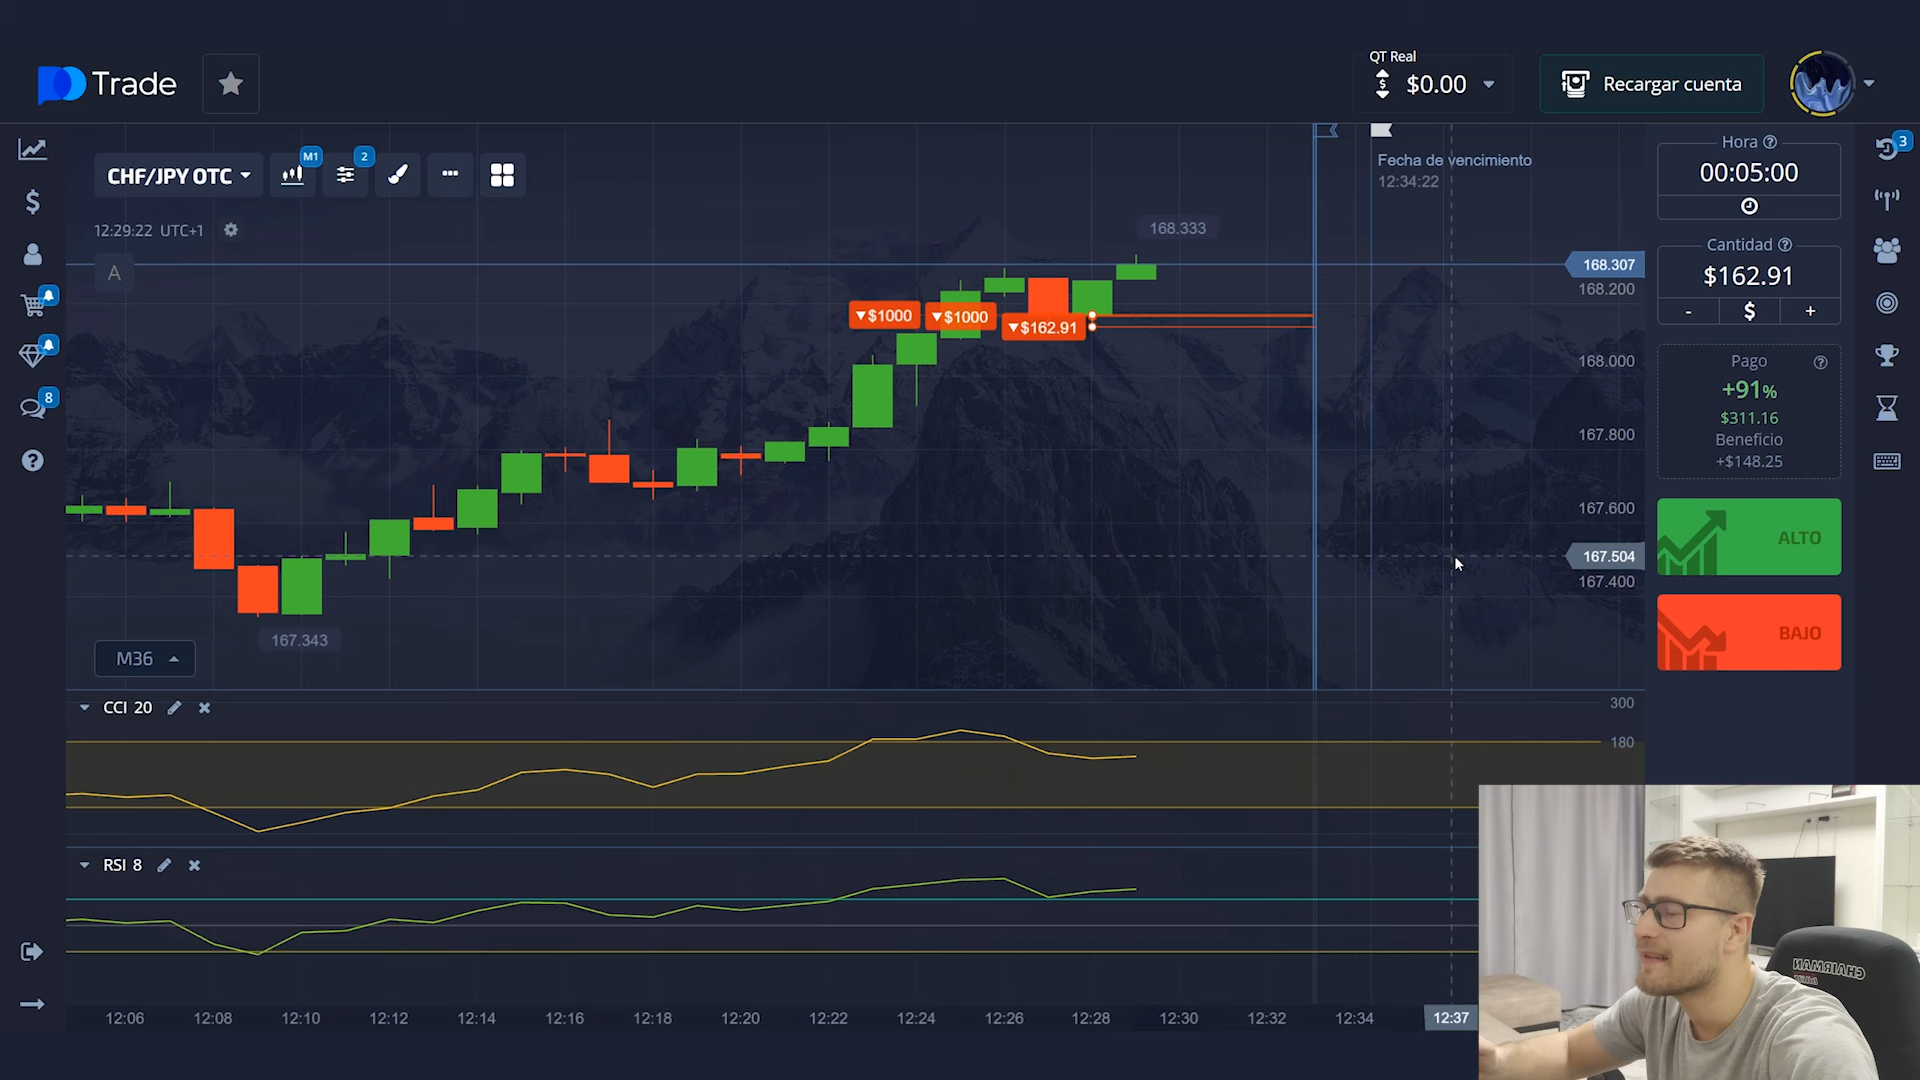 Trade
QT Real
$0.00
Recargar cuenta
CHF/JPY OTC
M1
2
12:29:22 UTC+1
A
Fecha de vencimiento
12:34:22
168.333
168.307
168.200
168.000
167.800
167.600
167.504
167.400
$1000
$1000
$162.91
167.343
M36
Hora
00:05:00
Cantidad
$162.91
- $ +
Pago
+91%
$311.16
Beneficio
+$148.25
ALTO
BAJO
3
8
CCI 20
300
180
RSI 8
12:06 12:08 12:10 12:12 12:14 12:16 12:18 12:20 12:22 12:24 12:26 12:28 12:30 12:32 12:34 12:37
CHAIRMAN